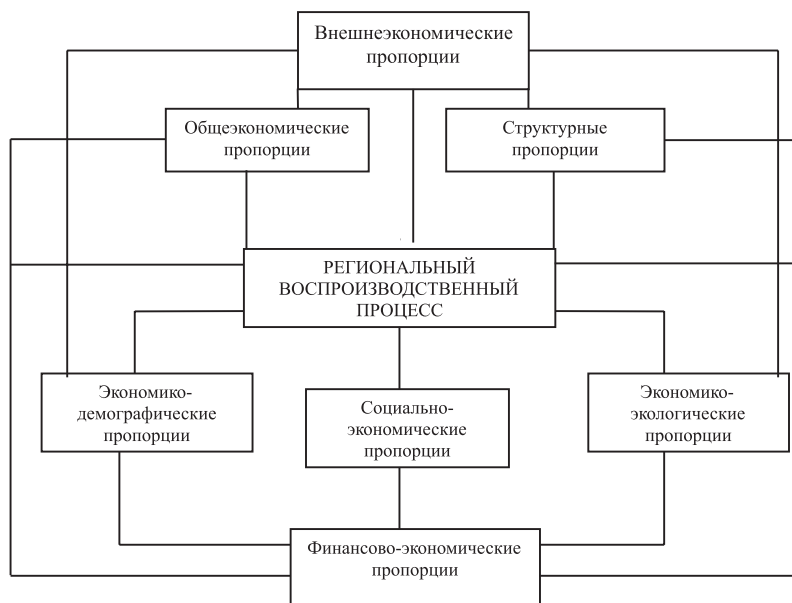 Внешнеэкономические
пропорции
Общеэкономические
пропорции
Структурные
пропорции
РЕГИОНАЛЬНЫЙ
ВОСПРОИЗВОДСТВЕННЫЙ
ПРОЦЕСС
Экономико-
демографические
пропорции
Социально-
экономические
пропорции
Экономико-
экологические
пропорции
Финансово-экономические
пропорции